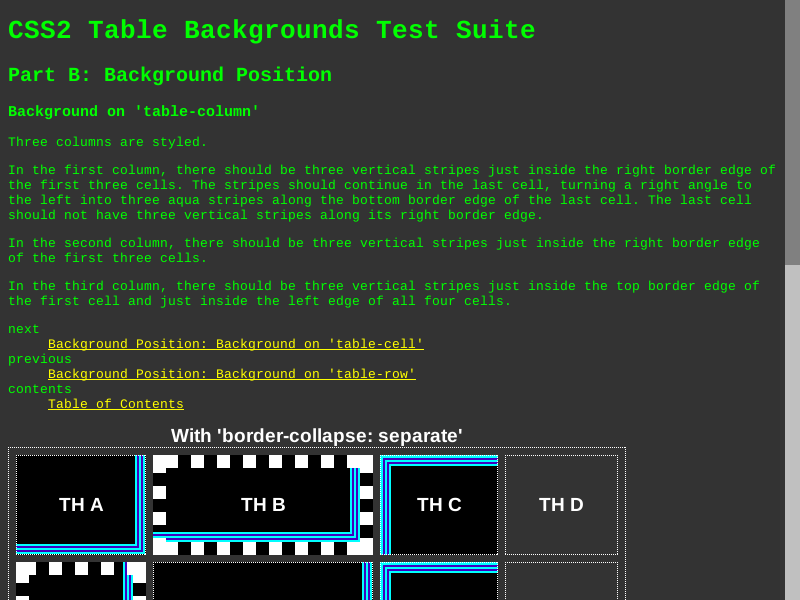 CSS2 Table Backgrounds Test Suite
Part B: Background Position
Background on 'table-column'
Three columns are styled.
In the first column, there should be three vertical stripes just inside the right border edge of
the first three cells. The stripes should continue in the last cell, turning a right angle to
the left into three aqua stripes along the bottom border edge of the last cell. The last cell
should not have three vertical stripes along its right border edge.
In the second column, there should be three vertical stripes just inside the right border edge
of the first three cells.
In the third column, there should be three vertical stripes just inside the top border edge of
the first cell and just inside the left edge of all four cells.
next
Background Position: Background on 'table-cell'
previous
Background Position: Background on 'table-row'
contents
Table of Contents
With 'border-collapse: separate'
TH A TH B TH C TH D